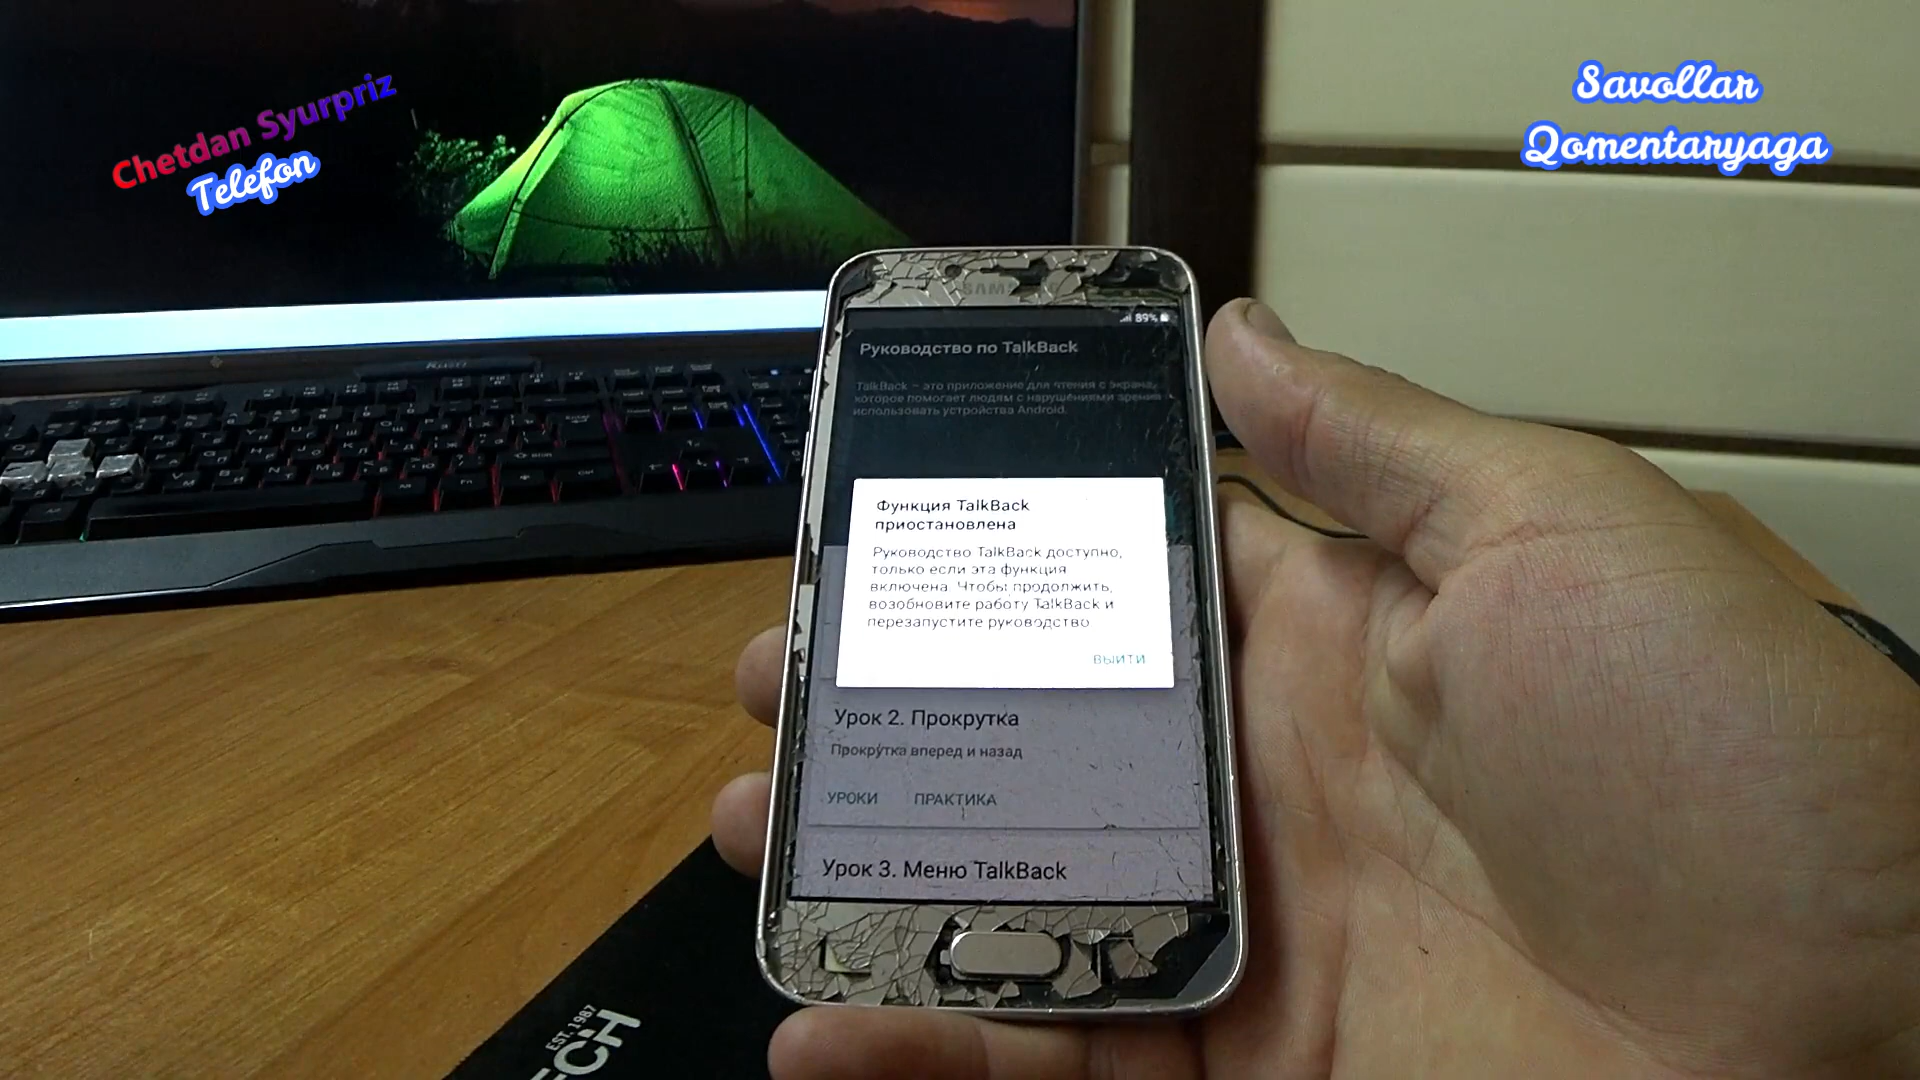 Chetdan Syurpriz
Telefon
Savollar
Qomentaryaga
89%
Руководство по TalkBack
TalkBack – это приложение для чтения с экрана,
которое помогает людям с нарушениями зрения
использовать устройства Android.
Функция TalkBack
приостановлена
Руководство TalkBack доступно,
только если эта функция
включена. Чтобы продолжить,
возобновите работу TalkBack и
перезапустите руководство
ВЫЙТИ
Урок 2. Прокрутка
Прокрутка вперед и назад
УРОКИ ПРАКТИКА
Урок 3. Меню TalkBack
EST. 1987